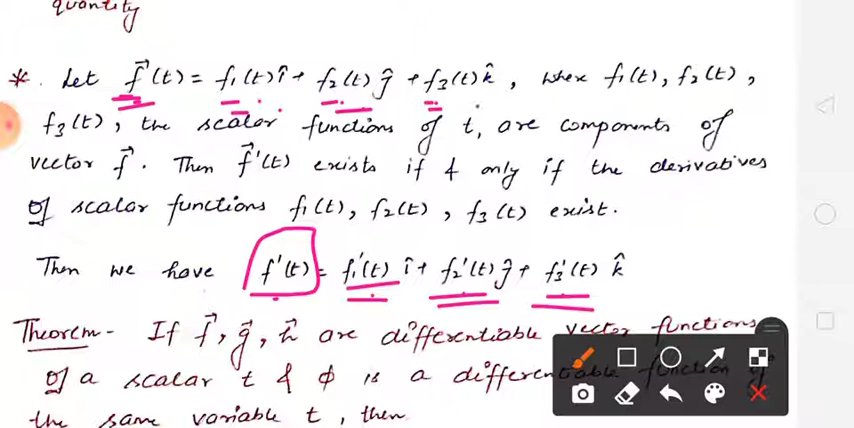 quantity
* . Let f⃗(t) = f₁(t)î + f₂(t)ĵ + f₃(t)k̂ , where f₁(t), f₂(t) ,
f₃(t) , the scalar functions of t, are components of
vector f⃗ . Then f⃗'(t) exists if & only if the derivatives
of scalar functions f₁(t), f₂(t) , f₃(t) exist.
Then we have f'(t) = f₁'(t) î + f₂'(t) ĵ + f₃'(t) k̂
Theorem - If f⃗, g⃗, h⃗ are differentiable vector functions
of a scalar t & ϕ is a differentiable function of
the same variable t , then